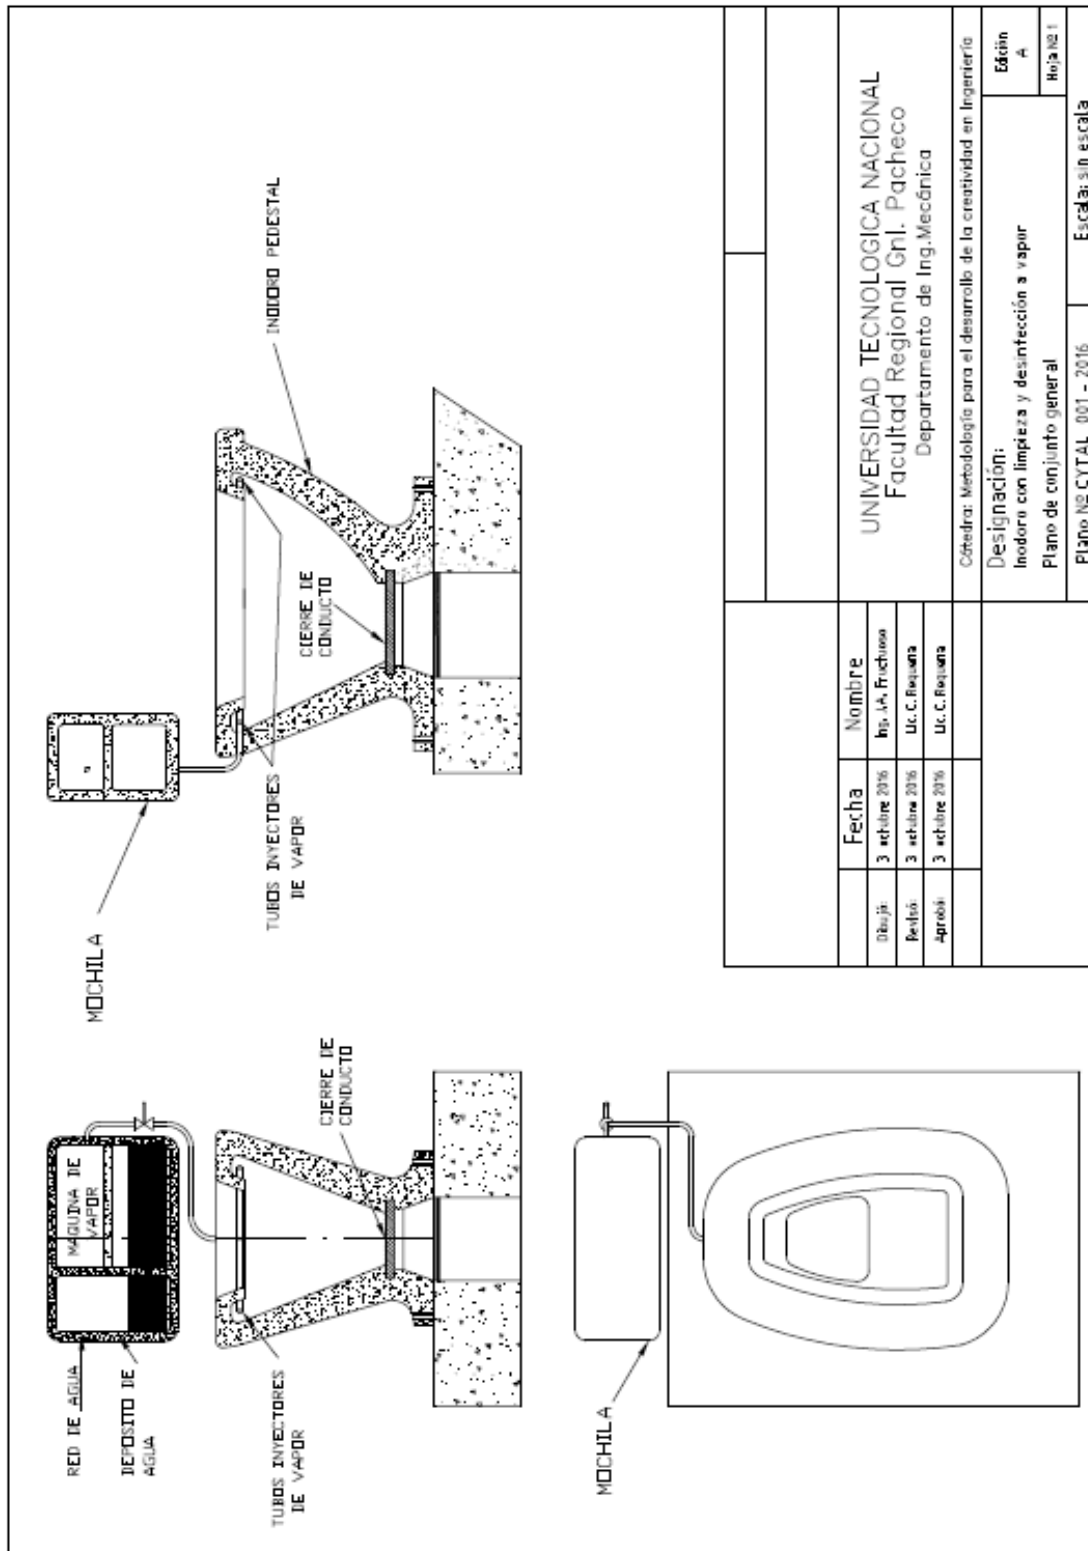 RED DE AGUA
DEPOSITO DE
AGUA
MAQUINA DE
VAPOR
TUBOS INYECTORES
DE VAPOR
CIERRE DE
CONDUCTO
MOCHILA
TUBOS INYECTORES
DE VAPOR
CIERRE DE
CONDUCTO
INODORO PEDESTAL
MOCHILA
Fecha
Nombre
Dibujó:
3 octubre 2016
Ing. J.A. Fructuoso
Revisó:
3 octubre 2016
Lic. C. Requena
Aprobó:
3 octubre 2016
Lic. C. Requena
UNIVERSIDAD TECNOLOGICA NACIONAL
Facultad Regional Gnl. Pacheco
Departamento de Ing.Mecánica
Cátedra: Metodología para el desarrollo de la creatividad en Ingeniería
Designación:
Inodoro con limpieza y desintección a vapor
Plano de conjunto general
Edición
A
Hoja Nº 1
Plano Nº CYTAL 001 - 2016
Escala: sin escala